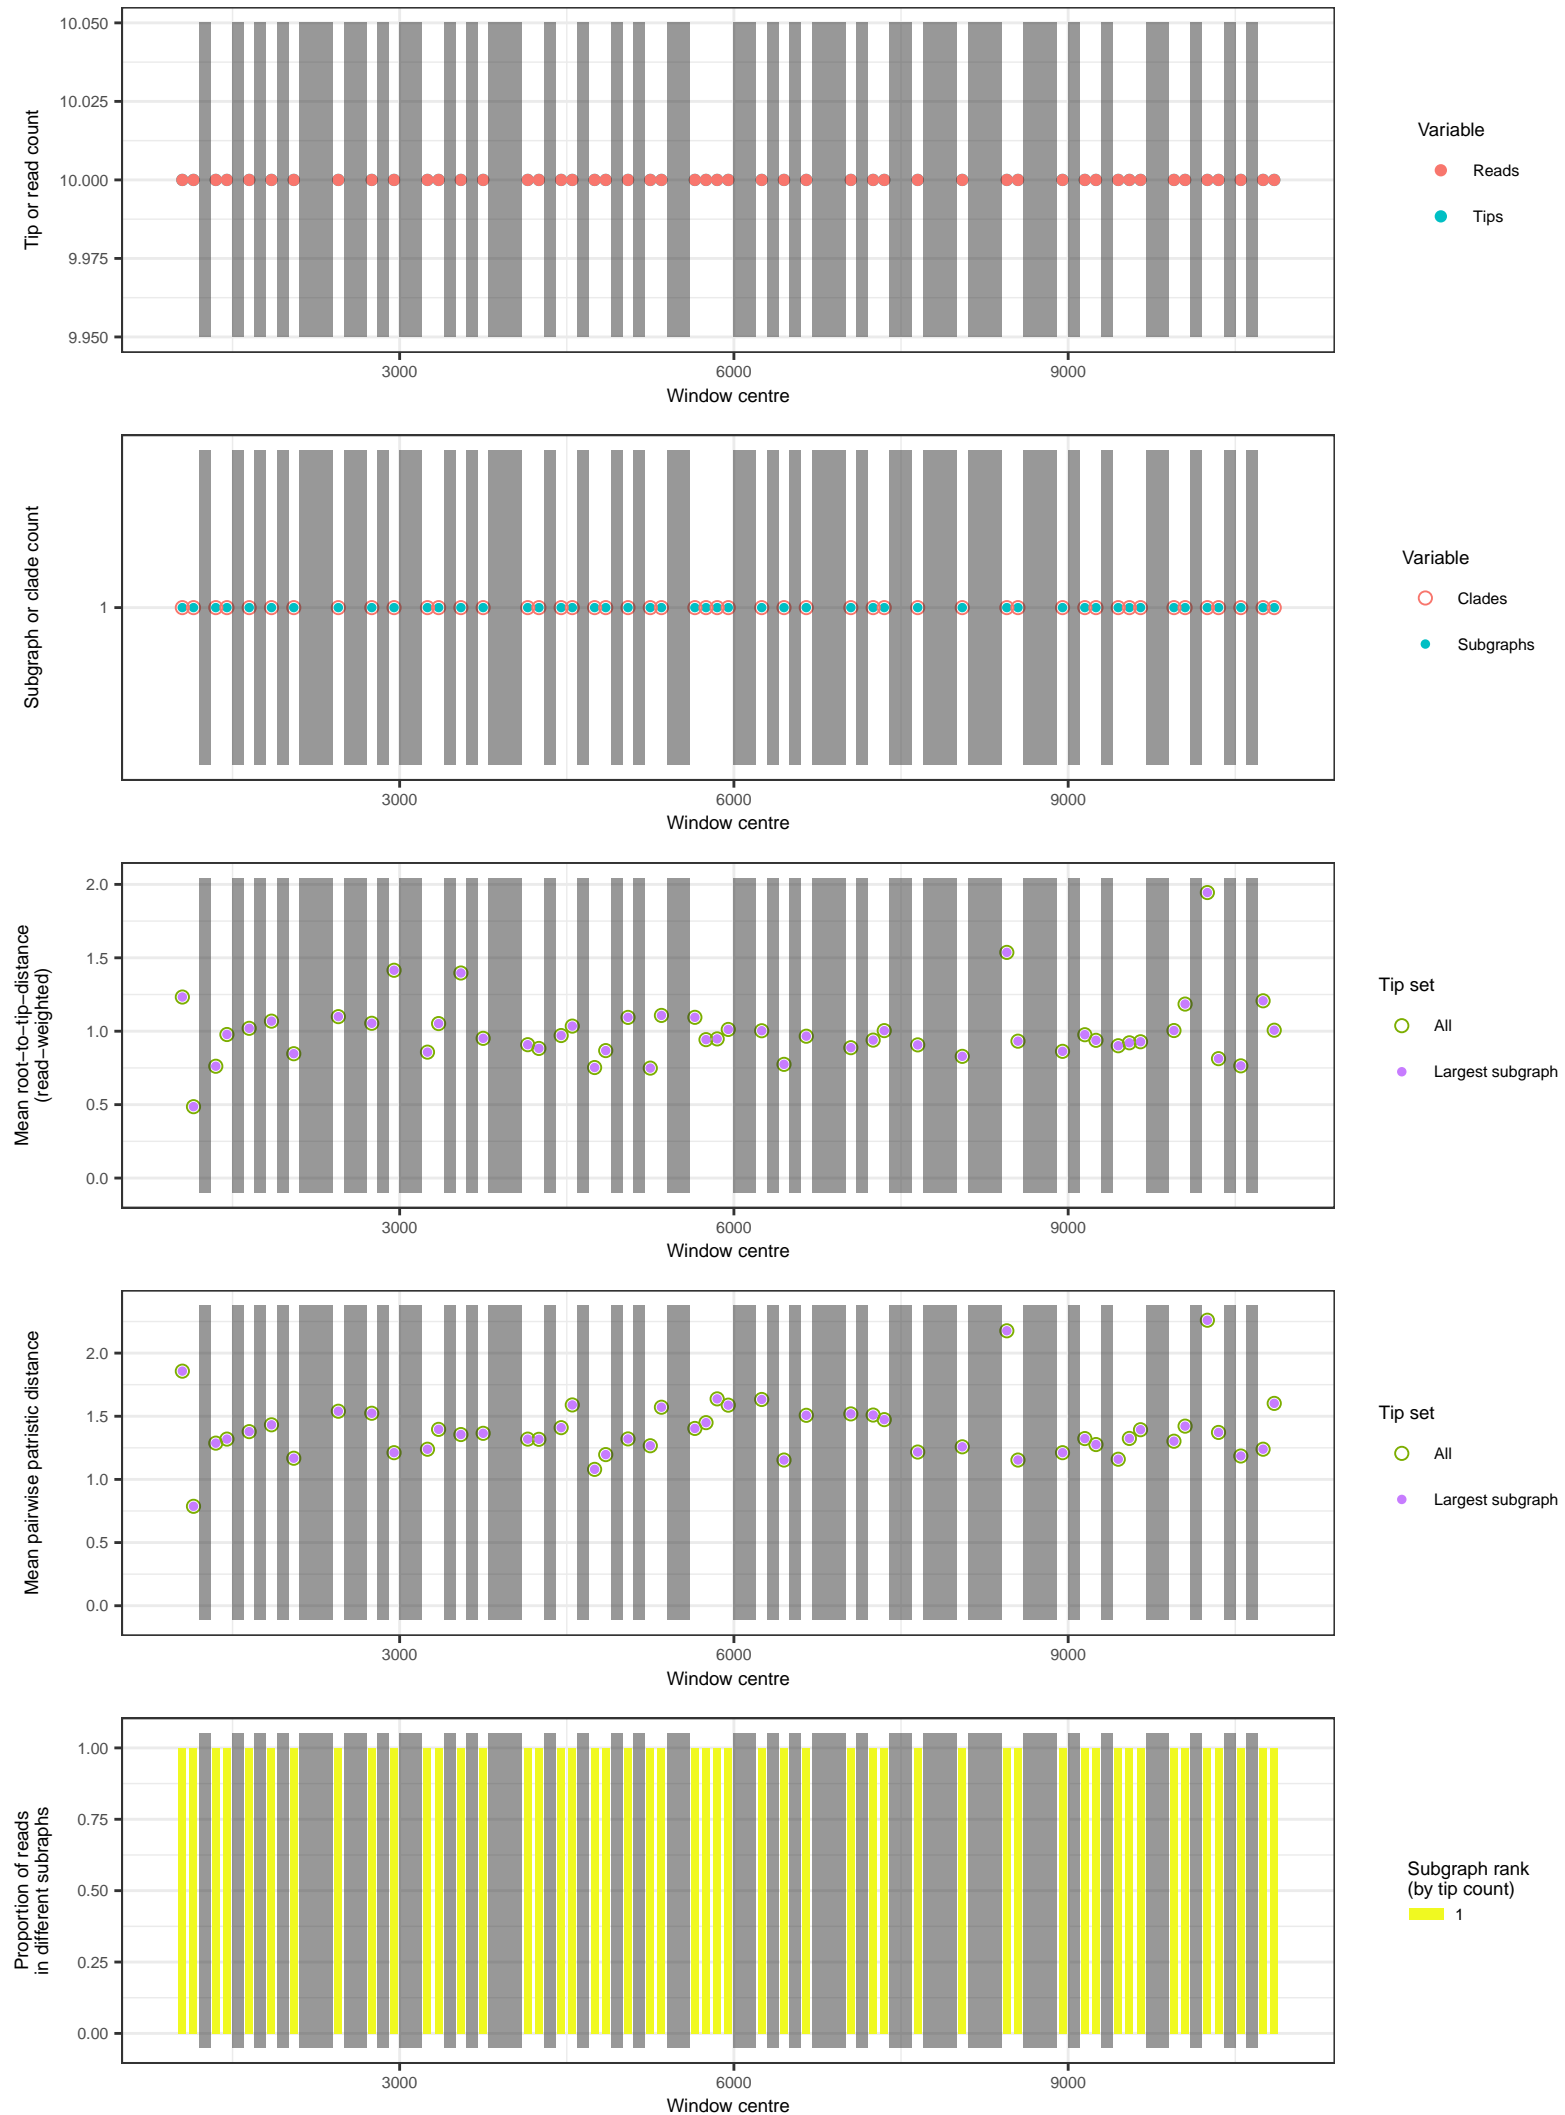 10.050
10.025
10.000
9.975
9.950
Tip or read count
3000
6000
9000
Window centre
Variable
Reads
Tips
1
Subgraph or clade count
3000
6000
9000
Window centre
Variable
Clades
Subgraphs
2.0
1.5
1.0
0.5
0.0
Mean root−to−tip−distance
(read−weighted)
3000
6000
9000
Window centre
Tip set
All
Largest subgraph
2.0
1.5
1.0
0.5
0.0
Mean pairwise patristic distance
3000
6000
9000
Window centre
Tip set
All
Largest subgraph
1.00
0.75
0.50
0.25
0.00
Proportion of reads
in different subraphs
3000
6000
9000
Window centre
Subgraph rank
(by tip count)
1